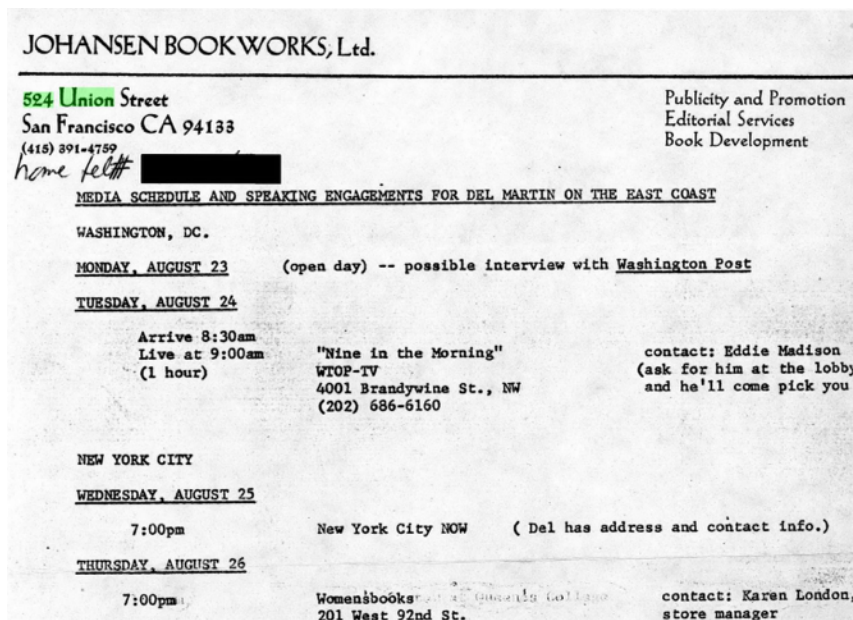 JOHANSEN BOOKWORKS, Ltd.
524 Union Street
San Francisco CA 94133
(415) 391-4759
home tel#
Publicity and Promotion
Editorial Services
Book Development
MEDIA SCHEDULE AND SPEAKING ENGAGEMENTS FOR DEL MARTIN ON THE EAST COAST
WASHINGTON, DC.
MONDAY, AUGUST 23 (open day) -- possible interview with Washington Post
TUESDAY, AUGUST 24
Arrive 8:30am
Live at 9:00am "Nine in the Morning" contact: Eddie Madison
(1 hour) WTOP-TV (ask for him at the lobby
4001 Brandywine St., NW and he'll come pick you
(202) 686-6160
NEW YORK CITY
WEDNESDAY, AUGUST 25
7:00pm New York City NOW ( Del has address and contact info.)
THURSDAY, AUGUST 26
7:00pm Womensbooks contact: Karen London,
201 West 92nd St. store manager